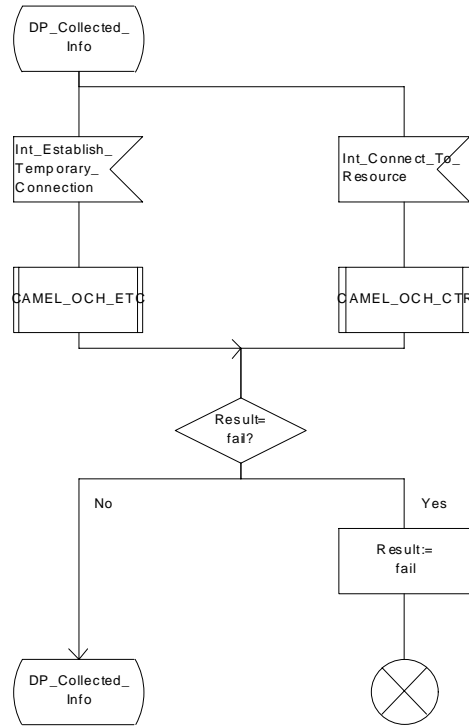 DP_Collected_
Info
Int_Establish_
Temporary_
Connection
Int_Connect_To_
Resource
CAMEL_OCH_ETC
CAMEL_OCH_CTR
Result=
fail?
No
Yes
Result:=
fail
DP_Collected_
Info